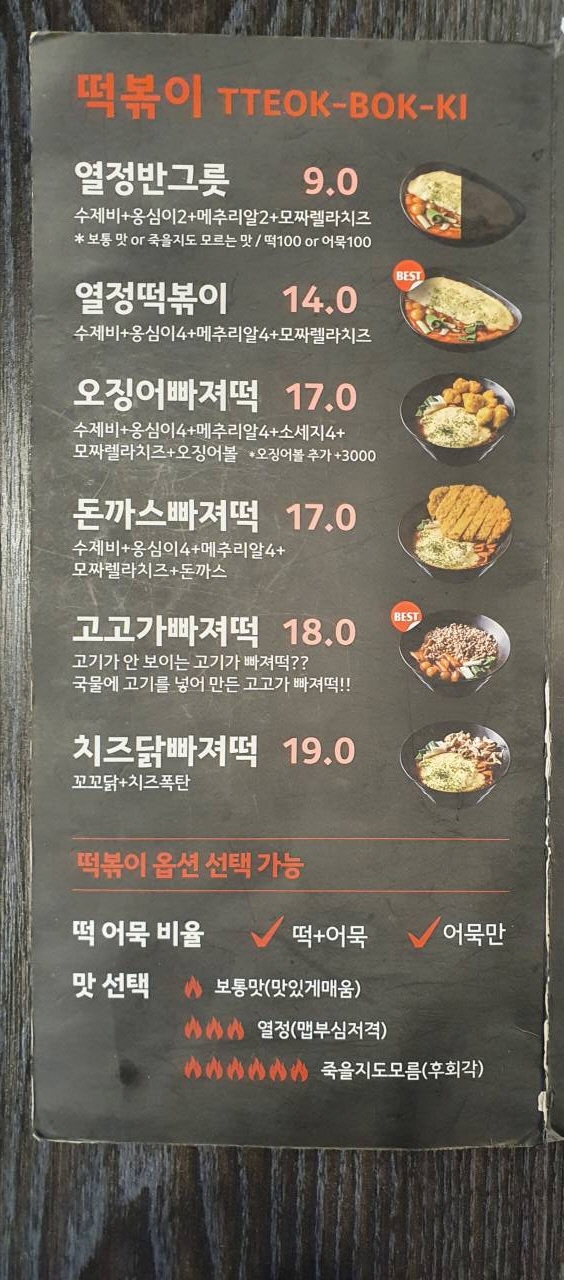 떡볶이 TTEOK-BOK-KI
열정반그릇 9.0
수제비+옹심이2+메추리알2+모짜렐라치즈
*보통 맛 or 죽을지도 모르는 맛 / 떡100 or 어묵100
BEST
열정떡볶이 14.0
수제비+옹심이4+메추리알4+모짜렐라치즈
오징어빠져떡 17.0
수제비+옹심이4+메추리알4+소세지4+
모짜렐라치즈+오징어볼 *오징어볼 추가 +3000
돈까스빠져떡 17.0
수제비+옹심이4+메추리알4+
모짜렐라치즈+돈까스
BEST
고고가빠져떡 18.0
고기가 안 보이는 고기가 빠져떡??
국물에 고기를 넣어 만든 고고가 빠져떡!!
치즈닭빠져떡 19.0
꼬꼬닭+치즈폭탄
떡볶이 옵션 선택 가능
떡 어묵 비율 떡+어묵 어묵만
맛 선택 보통맛(맛있게매움)
열정(맵부심저격)
죽을지도모름(후회각)